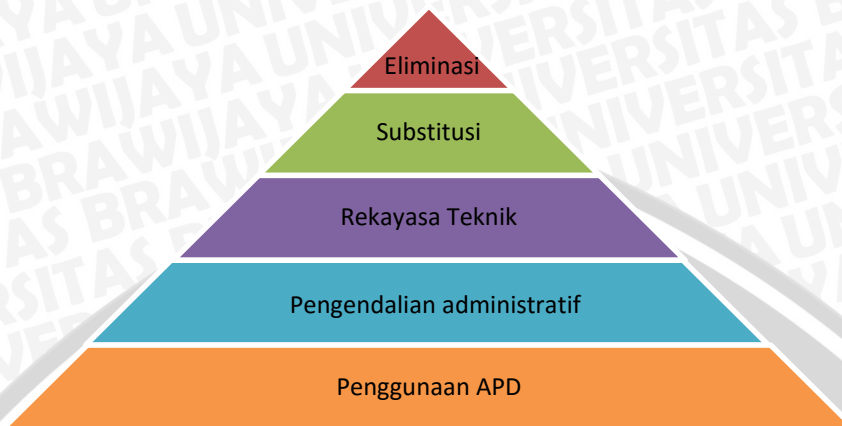 Eliminasi
Substitusi
Rekayasa Teknik
Pengendalian administratif
Penggunaan APD